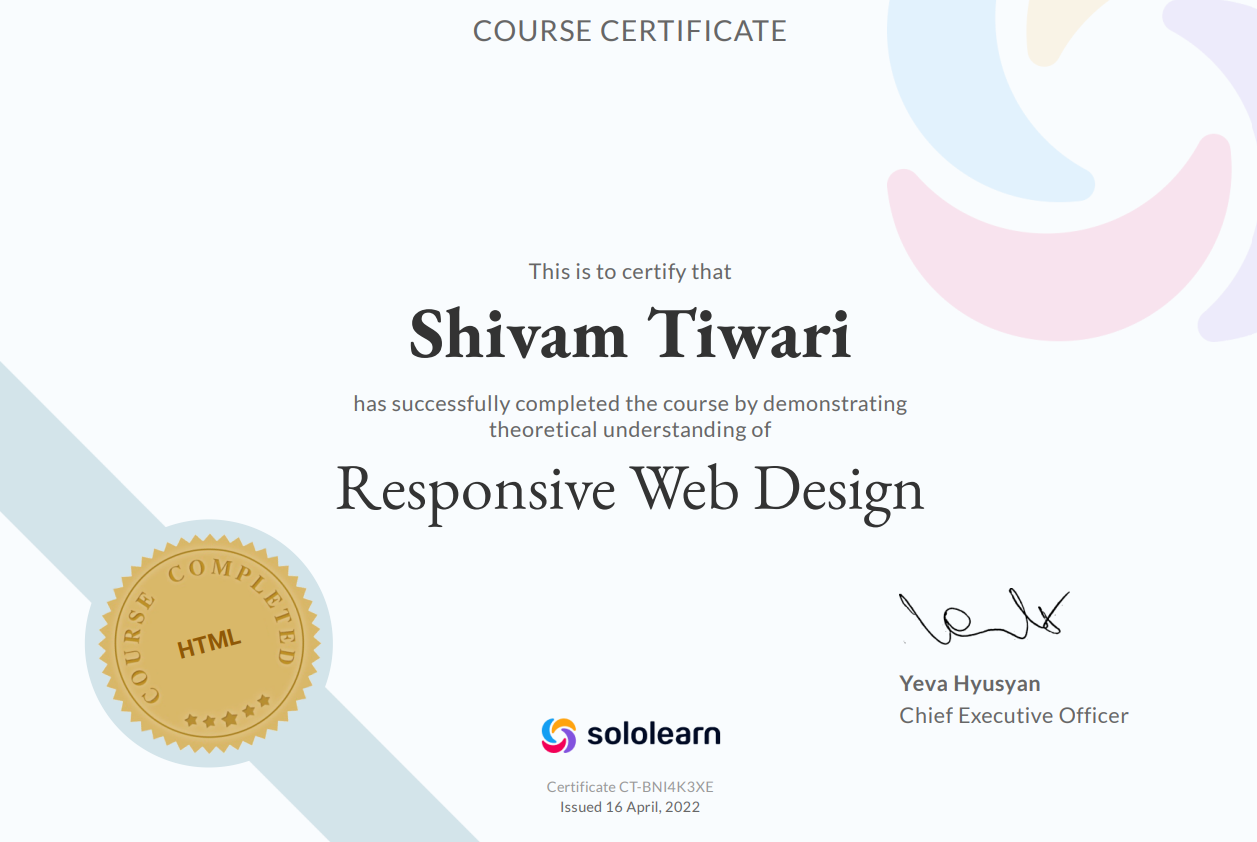 COURSE CERTIFICATE
This is to certify that
Shivam Tiwari
has successfully completed the course by demonstrating
theoretical understanding of
Responsive Web Design
COURSE COMPLETED
HTML
Yeva Hyusyan
Chief Executive Officer
sololearn
Certificate CT-BNI4K3XE
Issued 16 April, 2022